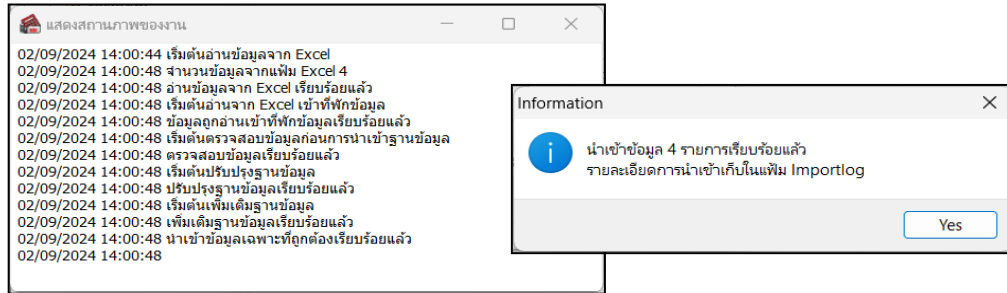 แสดงสถานภาพของงาน
02/09/2024 14:00:44 เริ่มต้นอ่านข้อมูลจาก Excel
02/09/2024 14:00:48 จำนวนข้อมูลจากแฟ้ม Excel 4
02/09/2024 14:00:48 อ่านข้อมูลจาก Excel เรียบร้อยแล้ว
02/09/2024 14:00:48 เริ่มต้นอ่านจาก Excel เข้าที่พักข้อมูล
02/09/2024 14:00:48 ข้อมูลถูกอ่านเข้าที่พักข้อมูลเรียบร้อยแล้ว
02/09/2024 14:00:48 เริ่มต้นตรวจสอบข้อมูลก่อนการนำเข้าฐานข้อมูล
02/09/2024 14:00:48 ตรวจสอบข้อมูลเรียบร้อยแล้ว
02/09/2024 14:00:48 เริ่มต้นปรับปรุงฐานข้อมูล
02/09/2024 14:00:48 ปรับปรุงฐานข้อมูลเรียบร้อยแล้ว
02/09/2024 14:00:48 เริ่มต้นเพิ่มเติมฐานข้อมูล
02/09/2024 14:00:48 เพิ่มเติมฐานข้อมูลเรียบร้อยแล้ว
02/09/2024 14:00:48 นำเข้าข้อมูลเฉพาะที่ถูกต้องเรียบร้อยแล้ว
02/09/2024 14:00:48
Information
นำเข้าข้อมูล 4 รายการเรียบร้อยแล้ว
รายละเอียดการนำเข้าเก็บในแฟ้ม Importlog
Yes